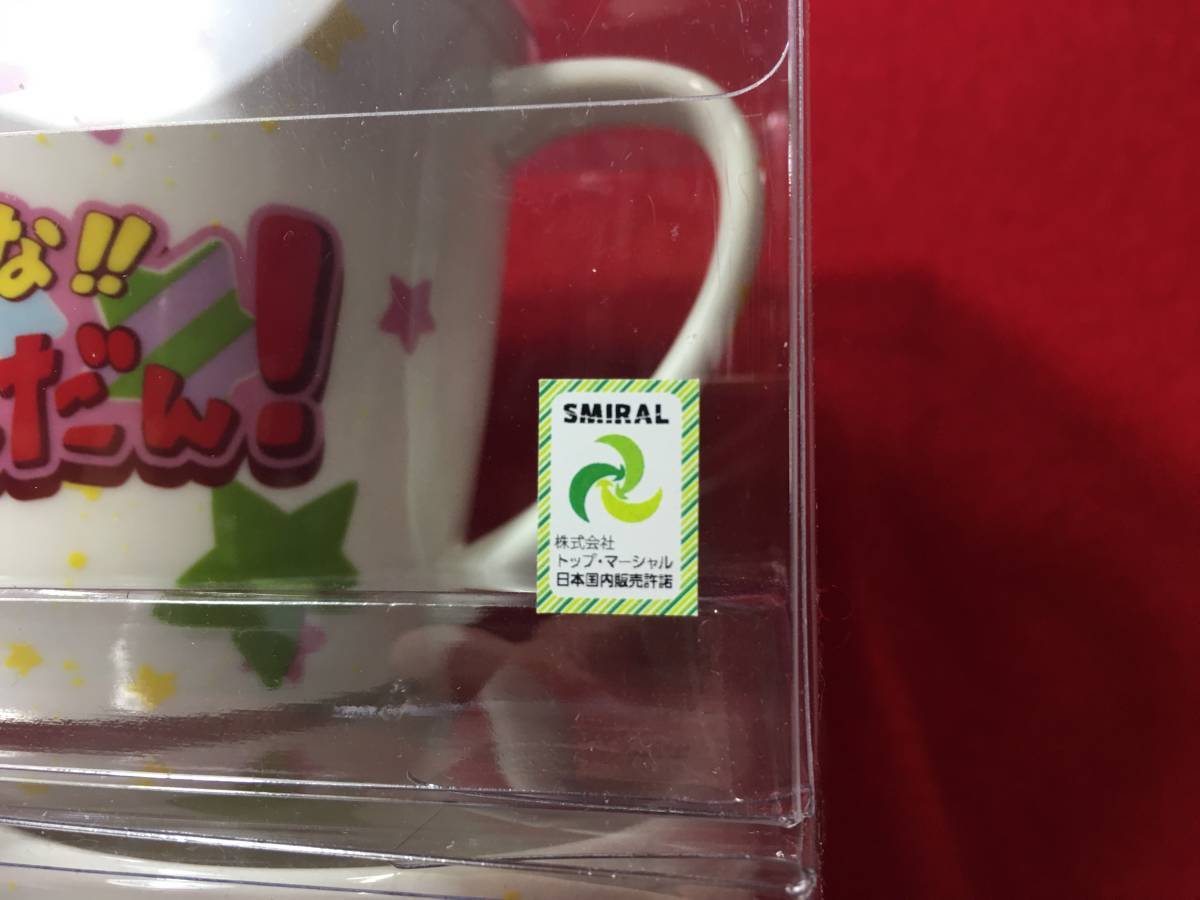 な!!
だん!
SMIRAL
株式会社
トップ・マーシャル
日本国内販売許諾